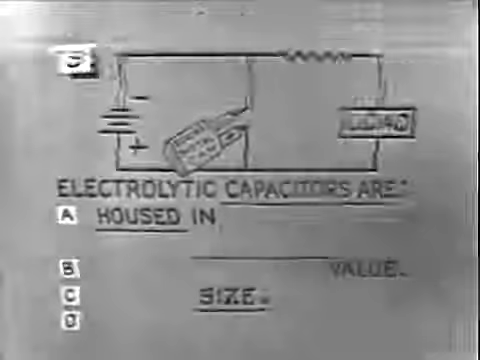 -
+
LOAD
ELECTROLYTIC CAPACITORS ARE:
A HOUSED IN
B VALUE.
C SIZE.
D